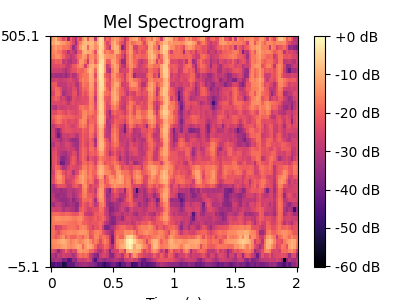 Mel Spectrogram
505.1
−5.1
0
0.5
1
1.5
2
+0 dB
-10 dB
-20 dB
-30 dB
-40 dB
-50 dB
-60 dB